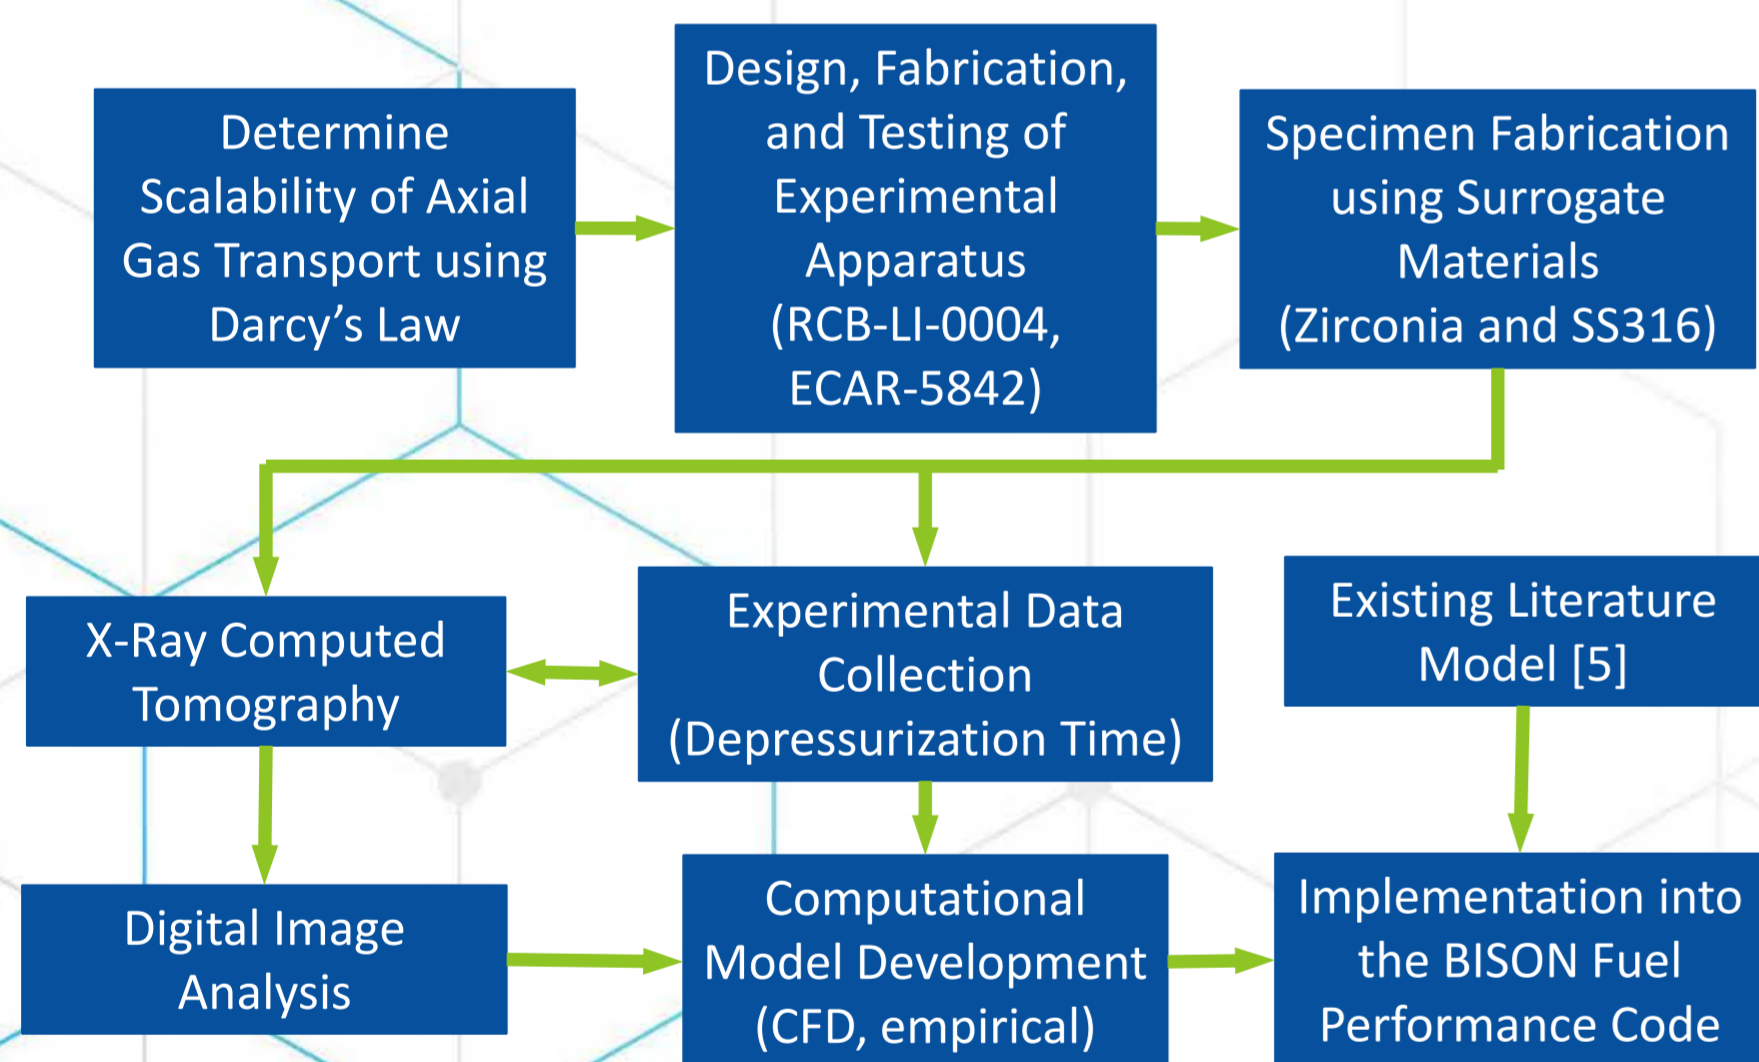 Determine
Scalability of Axial
Gas Transport using
Darcy’s Law
Design, Fabrication,
and Testing of
Experimental
Apparatus
(RCB-LI-0004,
ECAR-5842)
Specimen Fabrication
using Surrogate
Materials
(Zirconia and SS316)
X-Ray Computed
Tomography
Experimental Data
Collection
(Depressurization Time)
Existing Literature
Model [5]
Digital Image
Analysis
Computational
Model Development
(CFD, empirical)
Implementation into
the BISON Fuel
Performance Code